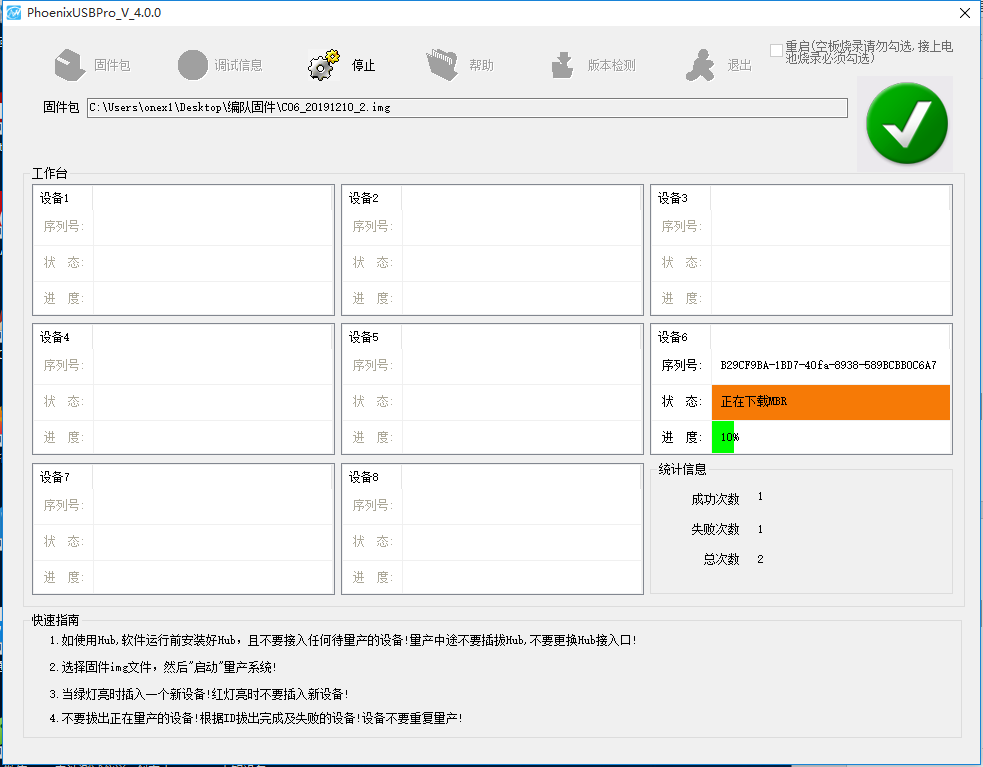 PhoenixUSBPro_V_4.0.0
固件包
调试信息
停止
帮助
版本检测
退出
重启(空板烧录请勿勾选, 接上电
池烧录必须勾选)
固件包 C:\Users\onex1\Desktop\编队固件\C06_20191210_2.img
工作台
设备1
序列号:
状 态:
进 度:
设备2
序列号:
状 态:
进 度:
设备3
序列号:
状 态:
进 度:
设备4
序列号:
状 态:
进 度:
设备5
序列号:
状 态:
进 度:
设备6
序列号: B29CF9BA-1BD7-40fa-8938-589BCBB0C6A7
状 态: 正在下载MBR
进 度: 10%
设备7
序列号:
状 态:
进 度:
设备8
序列号:
状 态:
进 度:
统计信息
成功次数 1
失败次数 1
总次数 2
快速指南
1.如使用Hub,软件运行前安装好Hub，且不要接入任何待量产的设备!量产中途不要插拔Hub,不要更换Hub接入口!
2.选择固件img文件，然后"启动"量产系统!
3.当绿灯亮时插入一个新设备!红灯亮时不要插入新设备!
4.不要拔出正在量产的设备!根据ID拔出完成及失败的设备!设备不要重复量产!